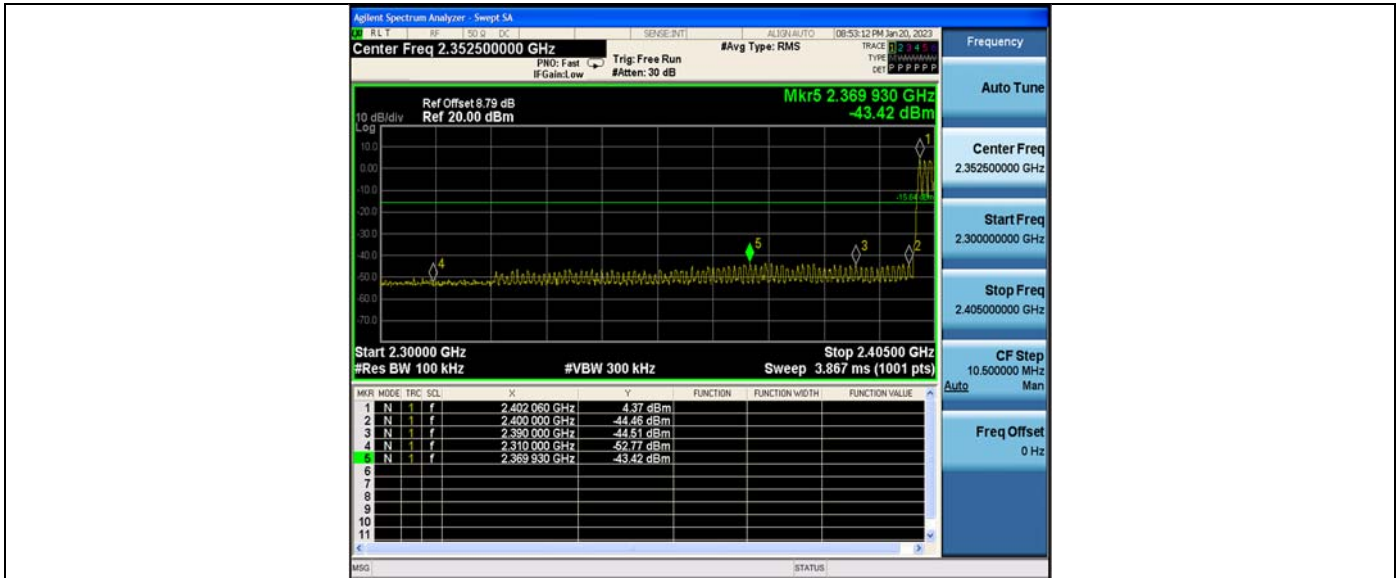 Agilent Spectrum Analyzer - Swept SA
RLT RF 50 Ω DC SENSE:INT ALIGN AUTO 08:53:12 PM Jan 20, 2023
Center Freq 2.352500000 GHz #Avg Type: RMS TRACE 1 2 3 4 5 6
PNO: Fast Trig: Free Run TYPE
IFGain:Low #Atten: 30 dB DET P P P P P P
Mkr5 2.369 930 GHz
-43.42 dBm
Ref Offset 8.79 dB
10 dB/div Ref 20.00 dBm
Log
10.0
0.00
-10.0
-15.64 dBm
-20.0
-30.0
-40.0
-50.0
-60.0
-70.0
1
2
3
4
5
Start 2.30000 GHz Stop 2.40500 GHz
#Res BW 100 kHz #VBW 300 kHz Sweep 3.867 ms (1001 pts)
MKR MODE TRC SCL X Y FUNCTION FUNCTION WIDTH FUNCTION VALUE
1 N 1 f 2.402 060 GHz 4.37 dBm
2 N 1 f 2.400 000 GHz -44.46 dBm
3 N 1 f 2.390 000 GHz -44.51 dBm
4 N 1 f 2.310 000 GHz -52.77 dBm
5 N 1 f 2.369 930 GHz -43.42 dBm
6
7
8
9
10
11
MSG STATUS
Frequency
Auto Tune
Center Freq
2.352500000 GHz
Start Freq
2.300000000 GHz
Stop Freq
2.405000000 GHz
CF Step
10.500000 MHz
Auto Man
Freq Offset
0 Hz